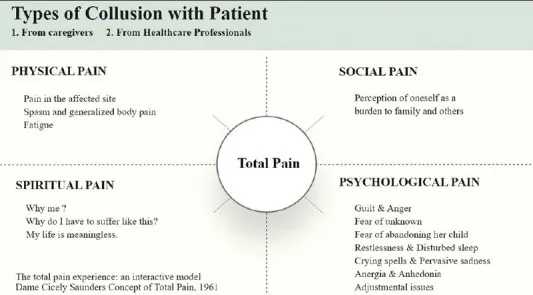 Types of Collusion with Patient
1. From caregivers 2. From Healthcare Professionals
PHYSICAL PAIN
Pain in the affected site
Spasm and generalized body pain
Fatigue
SOCIAL PAIN
Perception of oneself as a
burden to family and others
Total Pain
SPIRITUAL PAIN
Why me ?
Why do I have to suffer like this?
My life is meaningless.
The total pain experience: an interactive model
Dame Cicely Saunders Concept of Total Pain, 1961
PSYCHOLOGICAL PAIN
Guilt & Anger
Fear of unknown
Fear of abandoning her child
Restlessness & Disturbed sleep
Crying spells & Pervasive sadness
Anergia & Anhedonia
Adjustmental issues